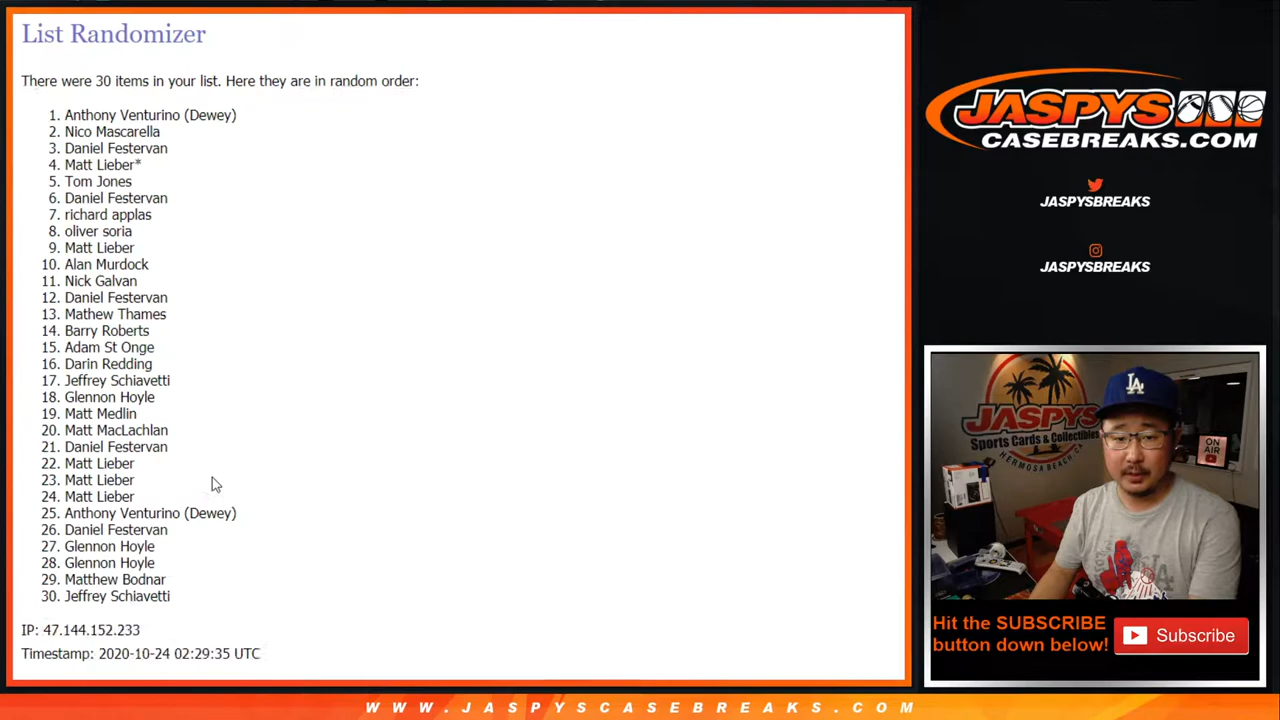 List Randomizer
There were 30 items in your list. Here they are in random order:
1. Anthony Venturino (Dewey)
2. Nico Mascarella
3. Daniel Festervan
4. Matt Lieber*
5. Tom Jones
6. Daniel Festervan
7. richard applas
8. oliver soria
9. Matt Lieber
10. Alan Murdock
11. Nick Galvan
12. Daniel Festervan
13. Mathew Thames
14. Barry Roberts
15. Adam St Onge
16. Darin Redding
17. Jeffrey Schiavetti
18. Glennon Hoyle
19. Matt Medlin
20. Matt MacLachlan
21. Daniel Festervan
22. Matt Lieber
23. Matt Lieber
24. Matt Lieber
25. Anthony Venturino (Dewey)
26. Daniel Festervan
27. Glennon Hoyle
28. Glennon Hoyle
29. Matthew Bodnar
30. Jeffrey Schiavetti
IP: 47.144.152.233
Timestamp: 2020-10-24 02:29:35 UTC
JASPYS
CASEBREAKS.COM
JASPYSBREAKS
JASPYSBREAKS
JASPYS
Sports Cards & Collectibles
HERMOSA BEACH, CA
LA
ON
AIR
Hit the SUBSCRIBE
button down below!
Subscribe
WWW.JASPYSCASEBREAKS.COM